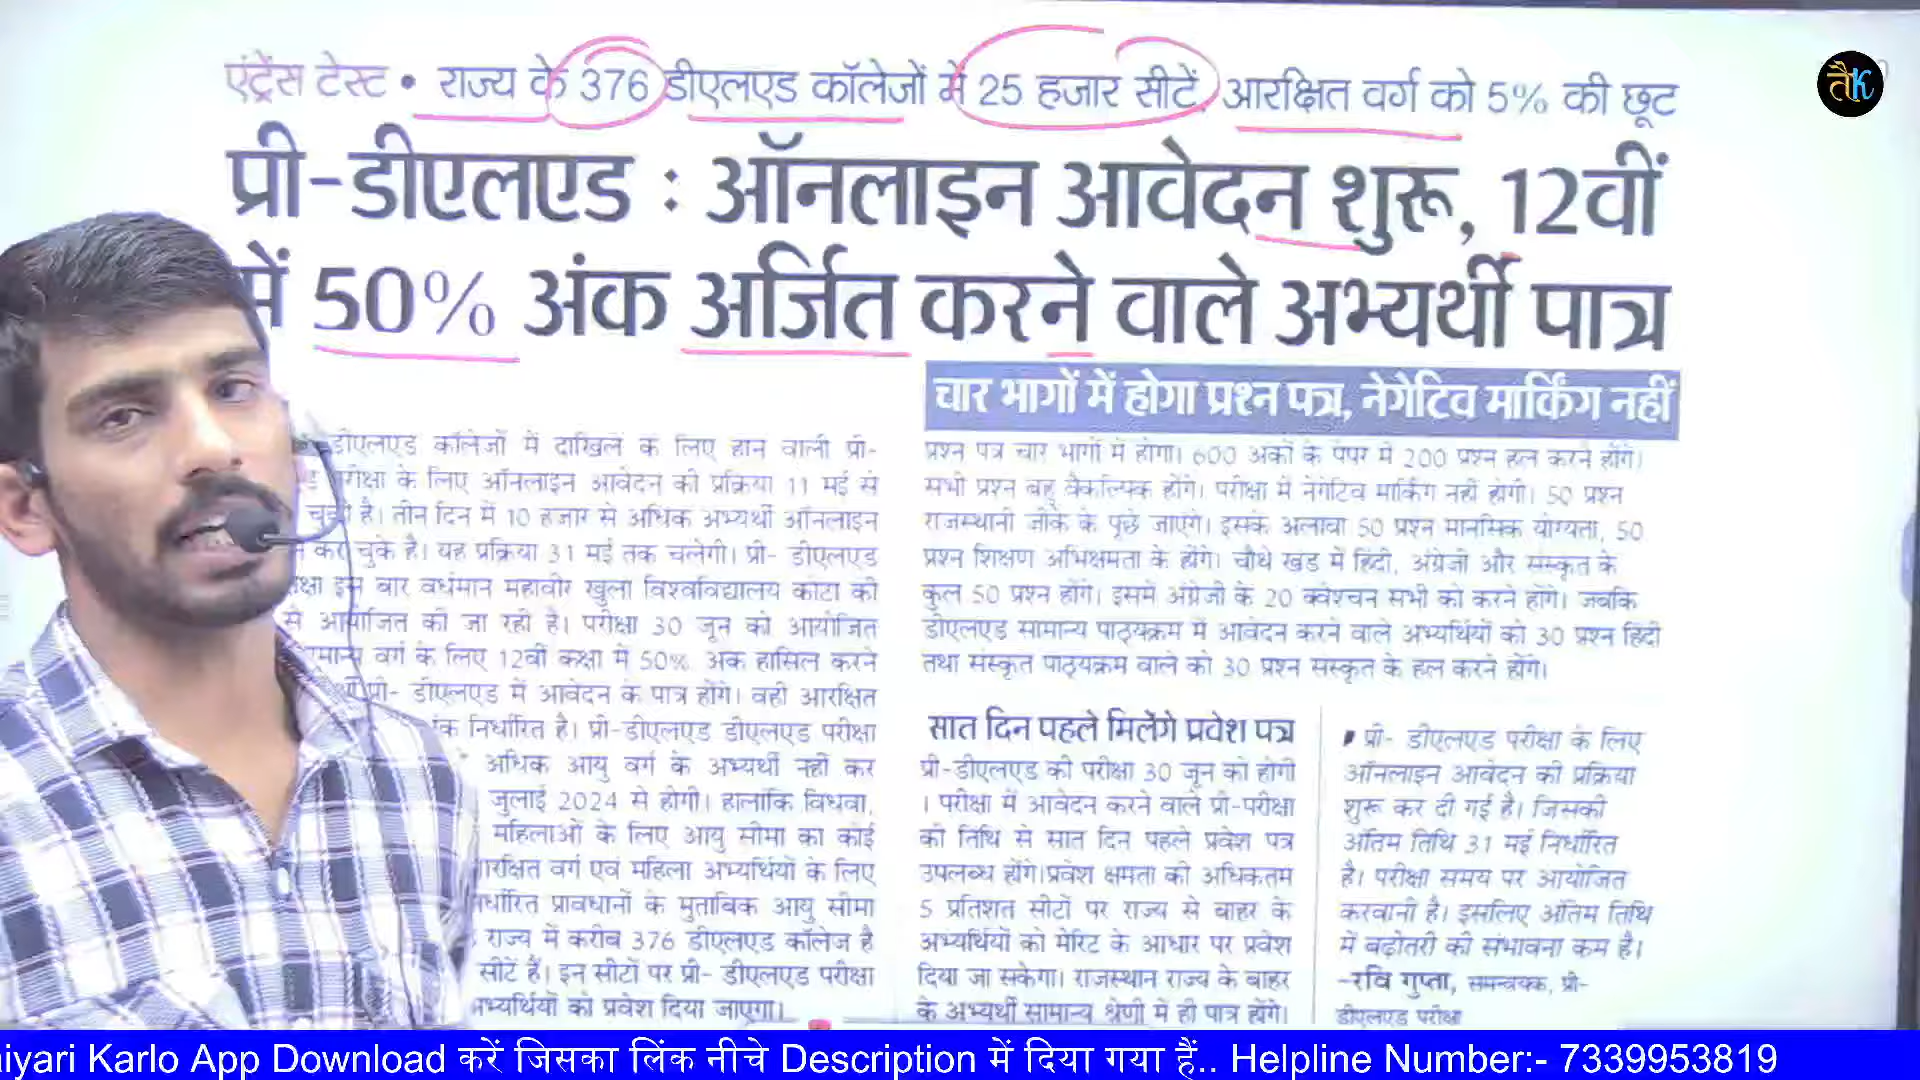 एंट्रेंस टेस्ट • राज्य के 376 डीएलएड कॉलेजों में 25 हजार सीटें, आरक्षित वर्ग को 5% की छूट
तैK
प्री-डीएलएड : ऑनलाइन आवेदन शुरू, 12वीं
में 50% अंक अर्जित करने वाले अभ्यर्थी पात्र
डीएलएड कॉलेजों में दाखिले के लिए होने वाली प्री-
परीक्षा के लिए ऑनलाइन आवेदन की प्रक्रिया 11 मई से
चुकी है। तीन दिन में 10 हजार से अधिक अभ्यर्थी ऑनलाइन
कर चुके है। यह प्रक्रिया 31 मई तक चलेगी। प्री- डीएलएड
इस बार वर्धमान महावीर खुला विश्वविद्यालय कोटा की
से आयोजित की जा रही है। परीक्षा 30 जून को आयोजित
वर्ग के लिए 12वीं कक्षा में 50% अंक हासिल करने
प्री- डीएलएड में आवेदन के पात्र होंगे। वही आरक्षित
निर्धारित है। प्री-डीएलएड डीएलएड परीक्षा
अधिक आयु वर्ग के अभ्यर्थी नहीं कर
जुलाई 2024 से होगी। हालांकि विधवा,
महिलाओं के लिए आयु सीमा का कोई
आरक्षित वर्ग एवं महिला अभ्यर्थियों के लिए
प्रावधानों के मुताबिक आयु सीमा
राज्य में करीब 376 डीएलएड कॉलेज है
सीटें हैं। इन सीटों पर प्री- डीएलएड परीक्षा
अभ्यर्थियों को प्रवेश दिया जाएगा।
चार भागों में होगा प्रश्न पत्र, नेगेटिव मार्किंग नहीं
प्रश्न पत्र चार भागों में होगा। 600 अंकों के पेपर में 200 प्रश्न हल करने होंगे।
सभी प्रश्न बहु वैकल्पिक होंगे। परीक्षा में नेगेटिव मार्किंग नहीं होगी। 50 प्रश्न
राजस्थानी जीके के पूछे जाएंगे। इसके अलावा 50 प्रश्न मानसिक योग्यता, 50
प्रश्न शिक्षण अभिक्षमता के होंगे। चौथे खंड में हिंदी, अंग्रेजी और संस्कृत के
कुल 50 प्रश्न होंगे। इसमें अंग्रेजी के 20 क्वेश्चन सभी को करने होंगे। जबकि
डीएलएड सामान्य पाठ्यक्रम में आवेदन करने वाले अभ्यर्थियों को 30 प्रश्न हिंदी
तथा संस्कृत पाठ्यक्रम वाले को 30 प्रश्न संस्कृत के हल करने होंगे।
सात दिन पहले मिलेंगे प्रवेश पत्र
प्री-डीएलएड की परीक्षा 30 जून को होगी
। परीक्षा में आवेदन करने वाले प्री-परीक्षा
की तिथि से सात दिन पहले प्रवेश पत्र
उपलब्ध होंगे।प्रवेश क्षमता की अधिकतम
5 प्रतिशत सीटों पर राज्य से बाहर के
अभ्यर्थियों को मेरिट के आधार पर प्रवेश
दिया जा सकेगा। राजस्थान राज्य के बाहर
के अभ्यर्थी सामान्य श्रेणी में ही पात्र होंगे।
प्री- डीएलएड परीक्षा के लिए
ऑनलाइन आवेदन की प्रक्रिया
शुरू कर दी गई है। जिसकी
अंतिम तिथि 31 मई निर्धारित
है। परीक्षा समय पर आयोजित
करवानी है। इसलिए अंतिम तिथि
में बढ़ोतरी की संभावना कम है।
-रवि गुप्ता, समन्वयक, प्री-
डीएलएड परीक्षा
aiyari Karlo App Download करें जिसका लिंक नीचे Description में दिया गया हैं.. Helpline Number:- 7339953819